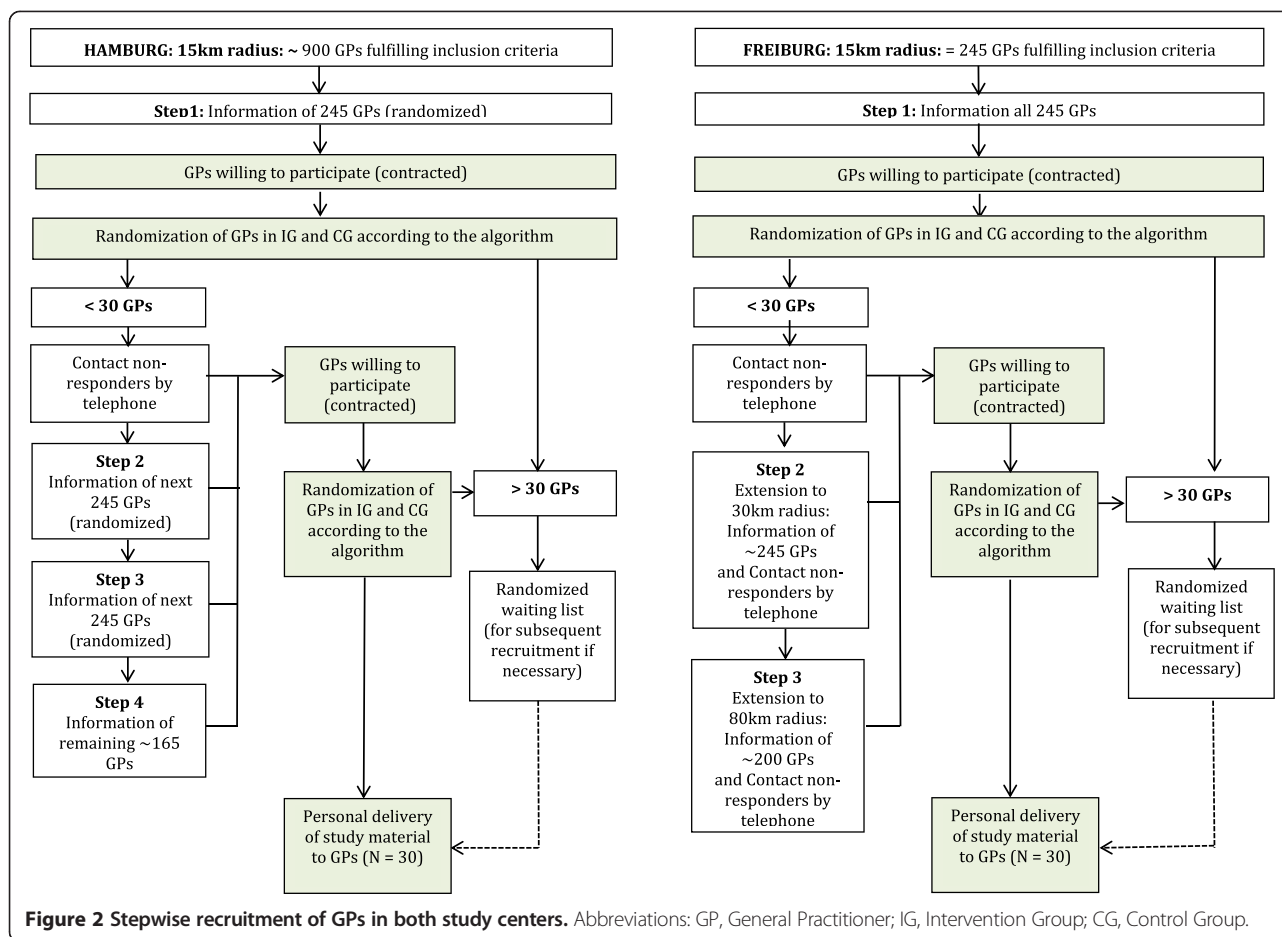 HAMBURG: 15km radius: ~ 900 GPs fulfilling inclusion criteria
Step1: Information of 245 GPs (randomized)
GPs willing to participate (contracted)
Randomization of GPs in IG and CG according to the algorithm
< 30 GPs
Contact non-
responders by
telephone
Step 2
Information of next
245 GPs
(randomized)
Step 3
Information of next
245 GPs
(randomized)
Step 4
Information of
remaining ~165
GPs
GPs willing to
participate
(contracted)
Randomization of
GPs in IG and CG
according to the
algorithm
Personal delivery
of study material
to GPs (N = 30)
> 30 GPs
Randomized
waiting list
(for subsequent
recruitment if
necessary)
FREIBURG: 15km radius: = 245 GPs fulfilling inclusion criteria
Step 1: Information all 245 GPs
GPs willing to participate (contracted)
Randomization of GPs in IG and CG according to the algorithm
< 30 GPs
Contact non-
responders by
telephone
Step 2
Extension to
30km radius:
Information of
~245 GPs
and Contact non-
responders by
telephone
Step 3
Extension to
80km radius:
Information of
~200 GPs
and Contact non-
responders by
telephone
GPs willing to
participate
(contracted)
Randomization of
GPs in IG and CG
according to the
algorithm
Personal delivery
of study material
to GPs (N = 30)
> 30 GPs
Randomized
waiting list
(for subsequent
recruitment if
necessary)
Figure 2 Stepwise recruitment of GPs in both study centers. Abbreviations: GP, General Practitioner; IG, Intervention Group; CG, Control Group.